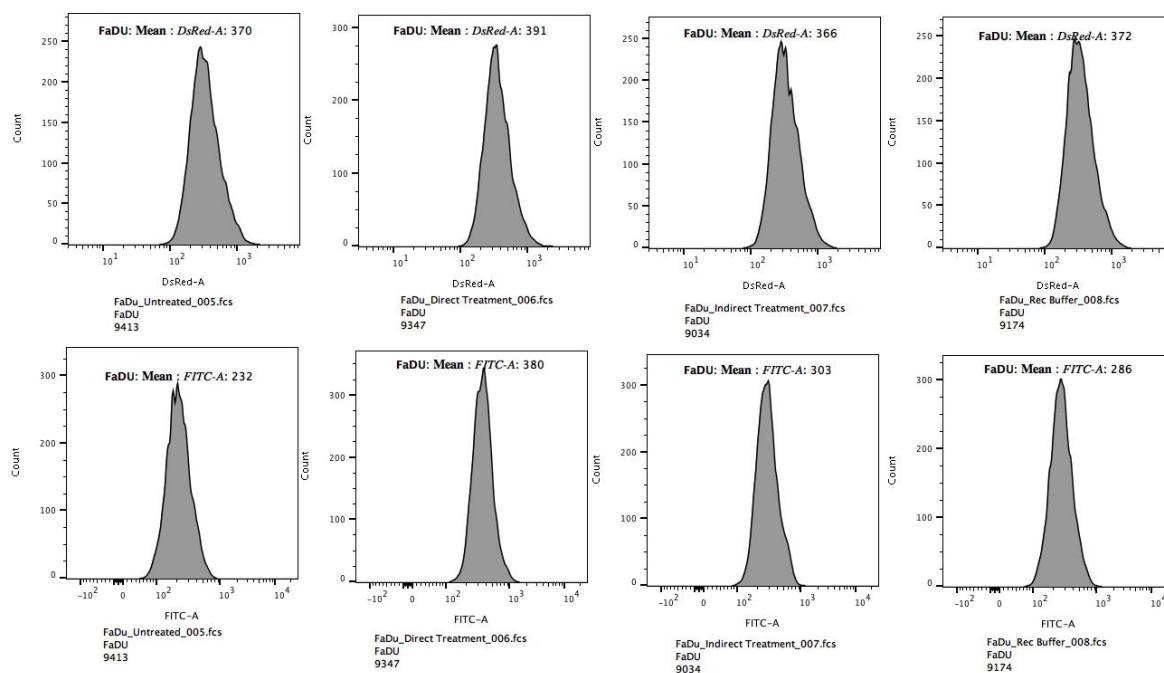 FaDU: Mean : DsRed-A: 370
250
200
150
100
50
0
Count
10^1
10^2
10^3
DsRed-A
FaDu_Untreated_005.fcs
FaDU
9413
FaDU: Mean : DsRed-A: 391
300
200
100
0
Count
10^1
10^2
10^3
DsRed-A
FaDu_Direct Treatment_006.fcs
FaDU
9347
FaDU: Mean : DsRed-A: 366
250
200
150
100
50
0
Count
10^1
10^2
10^3
DsRed-A
FaDu_Indirect Treatment_007.fcs
FaDU
9034
FaDU: Mean : DsRed-A: 372
250
200
150
100
50
0
Count
10^1
10^2
10^3
DsRed-A
FaDu_Rec Buffer_008.fcs
FaDU
9174
FaDU: Mean : FITC-A: 232
300
200
100
0
Count
-10^2
0
10^2
10^3
10^4
FITC-A
FaDu_Untreated_005.fcs
FaDU
9413
FaDU: Mean : FITC-A: 380
300
200
100
0
Count
-10^2
0
10^2
10^3
10^4
FITC-A
FaDu_Direct Treatment_006.fcs
FaDU
9347
FaDU: Mean : FITC-A: 303
300
200
100
0
Count
-10^2
0
10^2
10^3
10^4
FITC-A
FaDu_Indirect Treatment_007.fcs
FaDU
9034
FaDU: Mean : FITC-A: 286
300
200
100
0
Count
-10^2
0
10^2
10^3
10^4
FITC-A
FaDu_Rec Buffer_008.fcs
FaDU
9174